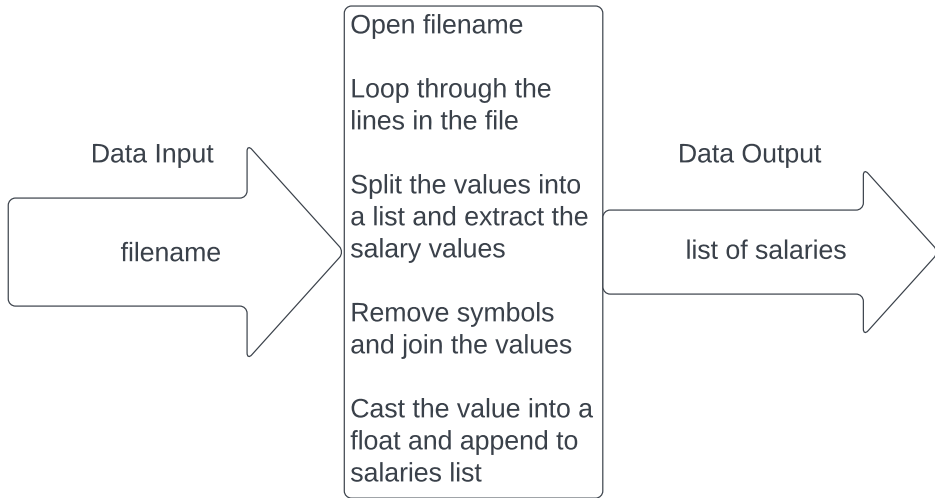 Data Input
filename
Open filename
Loop through the
lines in the file
Split the values into
a list and extract the
salary values
Remove symbols
and join the values
Cast the value into a
float and append to
salaries list
Data Output
list of salaries